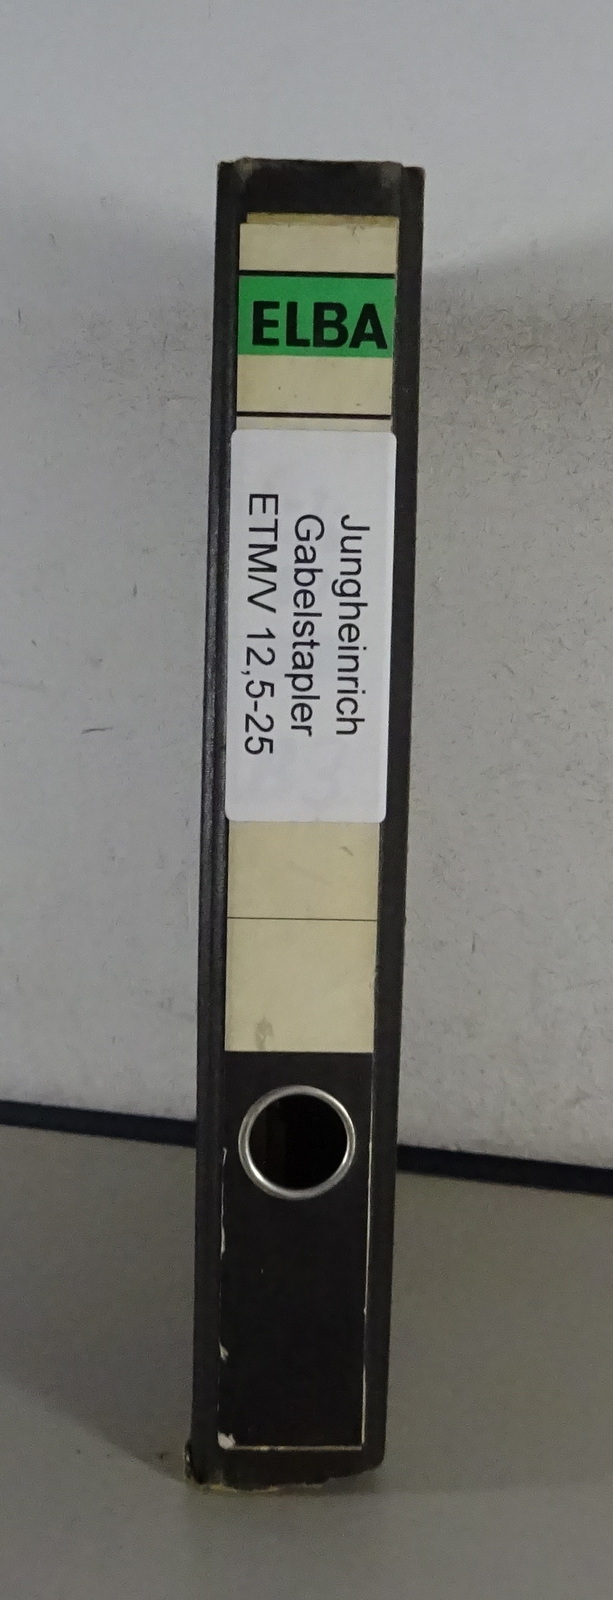 ELBA
Jungheinrich
Gabelstapler
ETM/V 12,5-25